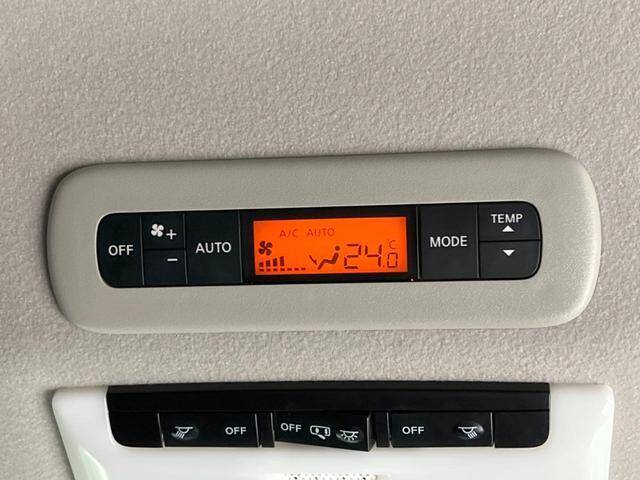 OFF + - AUTO
A/C AUTO
24.0 °C
MODE
TEMP
OFF OFF OFF